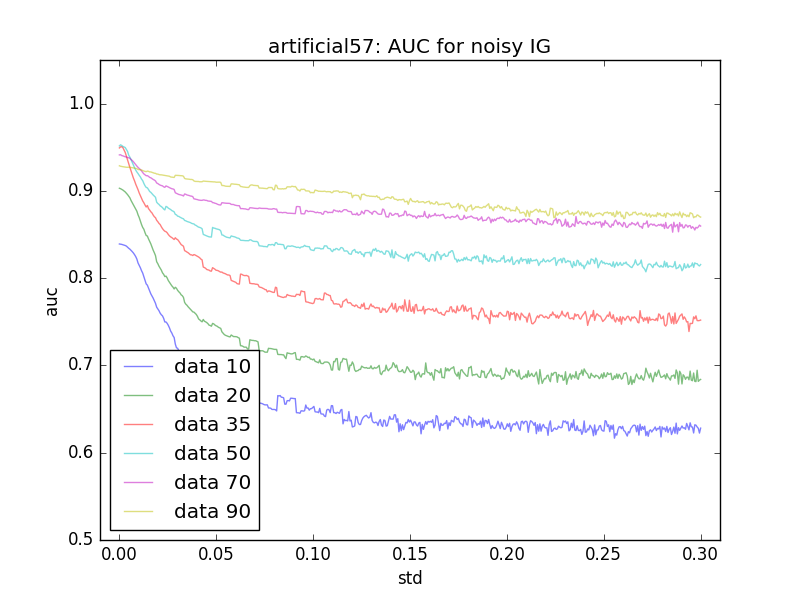 artificial57: AUC for noisy IG
auc
1.0
0.9
0.8
0.7
0.6
0.5
data 10
data 20
data 35
data 50
data 70
data 90
0.00 0.05 0.10 0.15 0.20 0.25 0.30
std